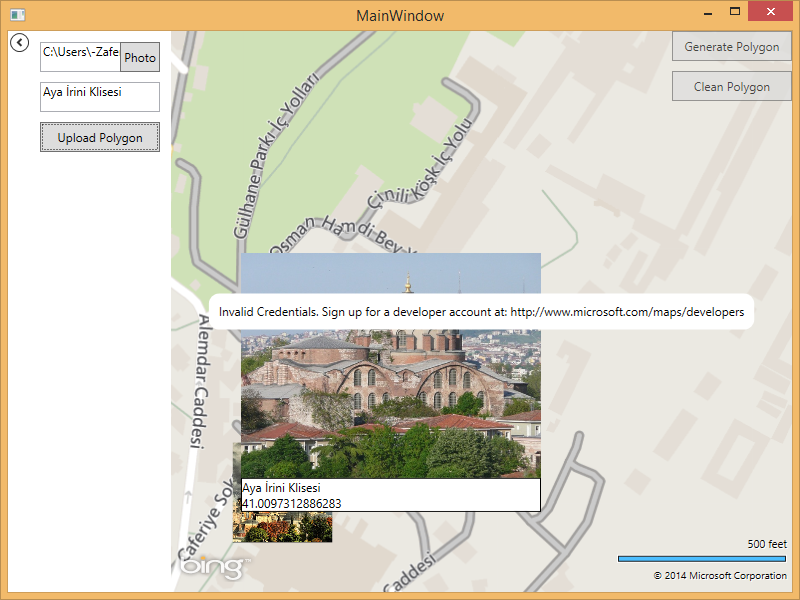 MainWindow
C:\Users\-Zafe
Photo
Aya İrini Klisesi
Upload Polygon
Generate Polygon
Clean Polygon
Gülhane Parkı İç Yolları
Çinili Köşk İç Yolu
Osman Hamdi Bey Y
Invalid Credentials. Sign up for a developer account at: http://www.microsoft.com/maps/developers
Alemdar Caddesi
Aya İrini Klisesi
41.0097312886283
Caferiye Sok
Caddesi
bing™
500 feet
© 2014 Microsoft Corporation